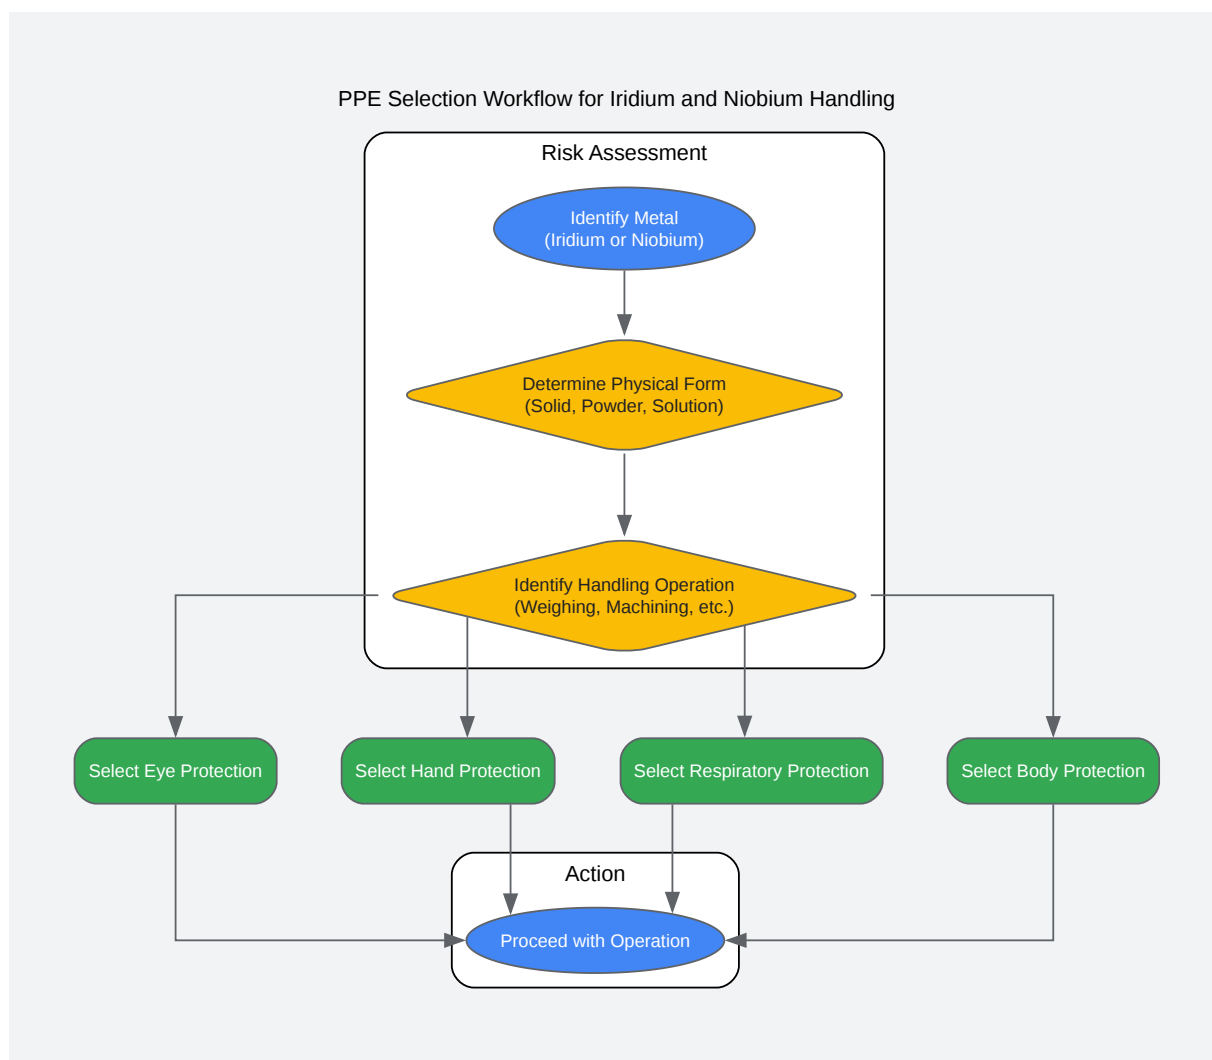 PPE Selection Workflow for Iridium and Niobium Handling
Risk Assessment
Identify Metal
(Iridium or Niobium)
Determine Physical Form
(Solid, Powder, Solution)
Identify Handling Operation
(Weighing, Machining, etc.)
Select Eye Protection
Select Hand Protection
Select Respiratory Protection
Select Body Protection
Action
Proceed with Operation